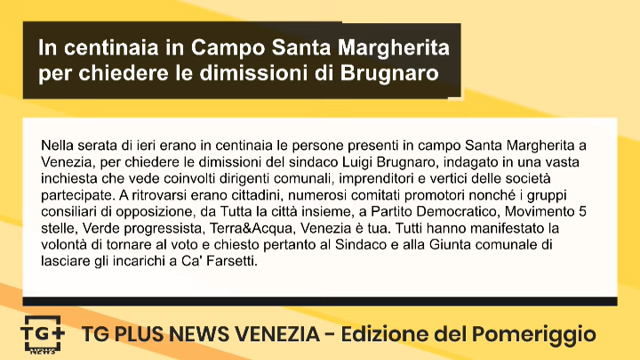 In centinaia in Campo Santa Margherita
per chiedere le dimissioni di Brugnaro
Nella serata di ieri erano in centinaia le persone presenti in campo Santa Margherita a
Venezia, per chiedere le dimissioni del sindaco Luigi Brugnaro, indagato in una vasta
inchiesta che vede coinvolti dirigenti comunali, imprenditori e vertici delle società
partecipate. A ritrovarsi erano cittadini, numerosi comitati promotori nonché i gruppi
consiliari di opposizione, da Tutta la città insieme, a Partito Democratico, Movimento 5
stelle, Verde progressista, Terra&Acqua, Venezia è tua. Tutti hanno manifestato la
volontà di tornare al voto e chiesto pertanto al Sindaco e alla Giunta comunale di
lasciare gli incarichi a Ca' Farsetti.
TG+
NEWS
TG PLUS NEWS VENEZIA - Edizione del Pomeriggio